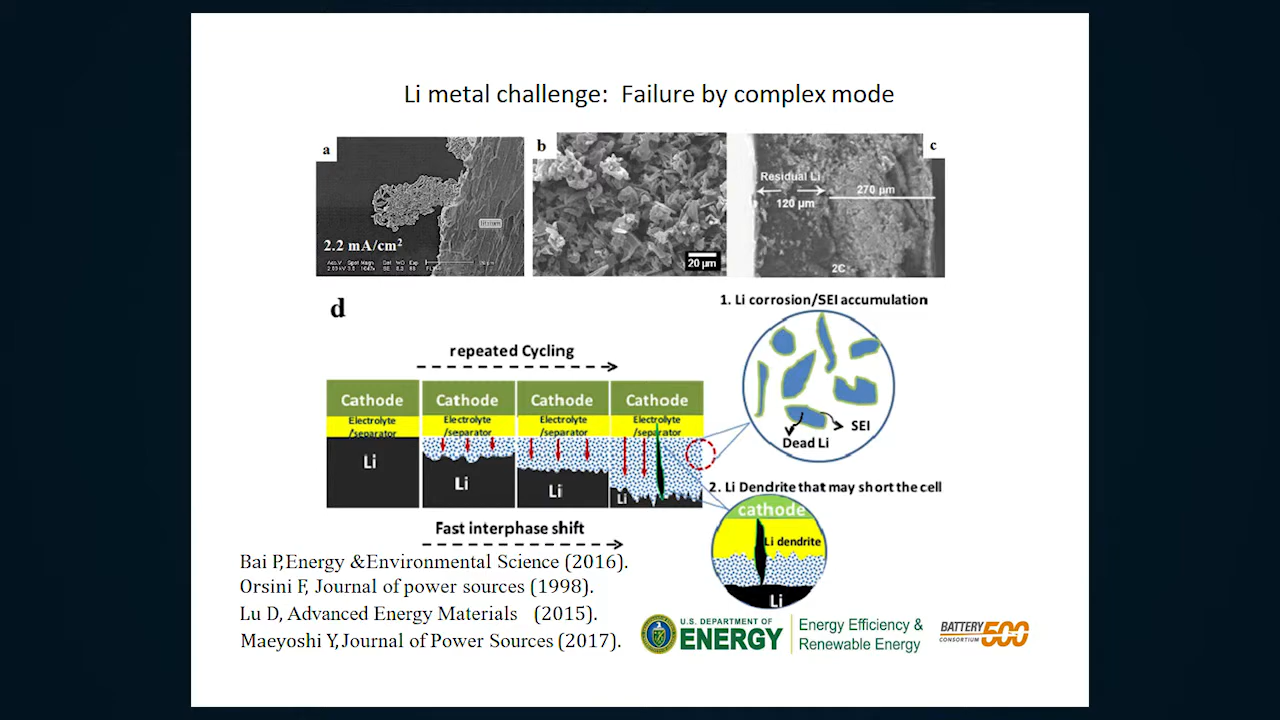 Li metal challenge: Failure by complex mode
a
2.2 mA/cm²
b
20 µm
c
Residual Li
120 µm
270 µm
2C
d
repeated Cycling
Cathode
Electrolyte
/separator
Li
Cathode
Electrolyte
/separator
Li
Cathode
Electrolyte
/separator
Li
Cathode
Electrolyte
/separator
Li
Fast interphase shift
1. Li corrosion/SEI accumulation
SEI
Dead Li
2. Li Dendrite that may short the cell
cathode
Li dendrite
Li
Bai P,Energy &Environmental Science (2016).
Orsini F, Journal of power sources (1998).
Lu D, Advanced Energy Materials (2015).
Maeyoshi Y,Journal of Power Sources (2017).
U.S. DEPARTMENT OF
ENERGY
Energy Efficiency &
Renewable Energy
BATTERY
CONSORTIUM
500